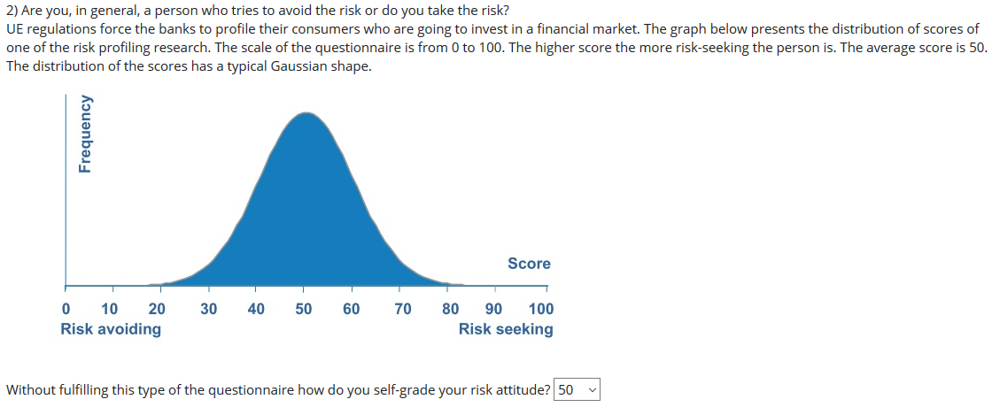 2) Are you, in general, a person who tries to avoid the risk or do you take the risk?
UE regulations force the banks to profile their consumers who are going to invest in a financial market. The graph below presents the distribution of scores of
one of the risk profiling research. The scale of the questionnaire is from 0 to 100. The higher score the more risk-seeking the person is. The average score is 50.
The distribution of the scores has a typical Gaussian shape.
Frequency
Score
0 10 20 30 40 50 60 70 80 90 100
Risk avoiding Risk seeking
Without fulfilling this type of the questionnaire how do you self-grade your risk attitude? 50